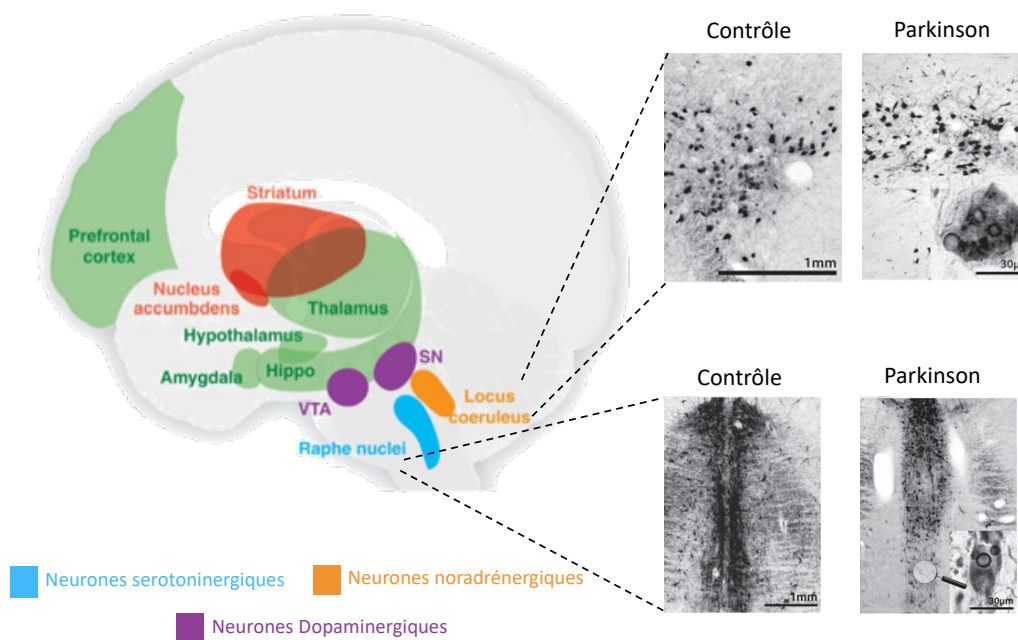 Contrôle
Parkinson
1mm
30µm
Striatum
Prefrontal
cortex
Nucleus
accumbdens
Thalamus
Hypothalamus
Amygdala
Hippo
SN
VTA
Locus
coeruleus
Raphe nuclei
Contrôle
Parkinson
1mm
30µm
Neurones serotoninergiques
Neurones noradrénergiques
Neurones Dopaminergiques